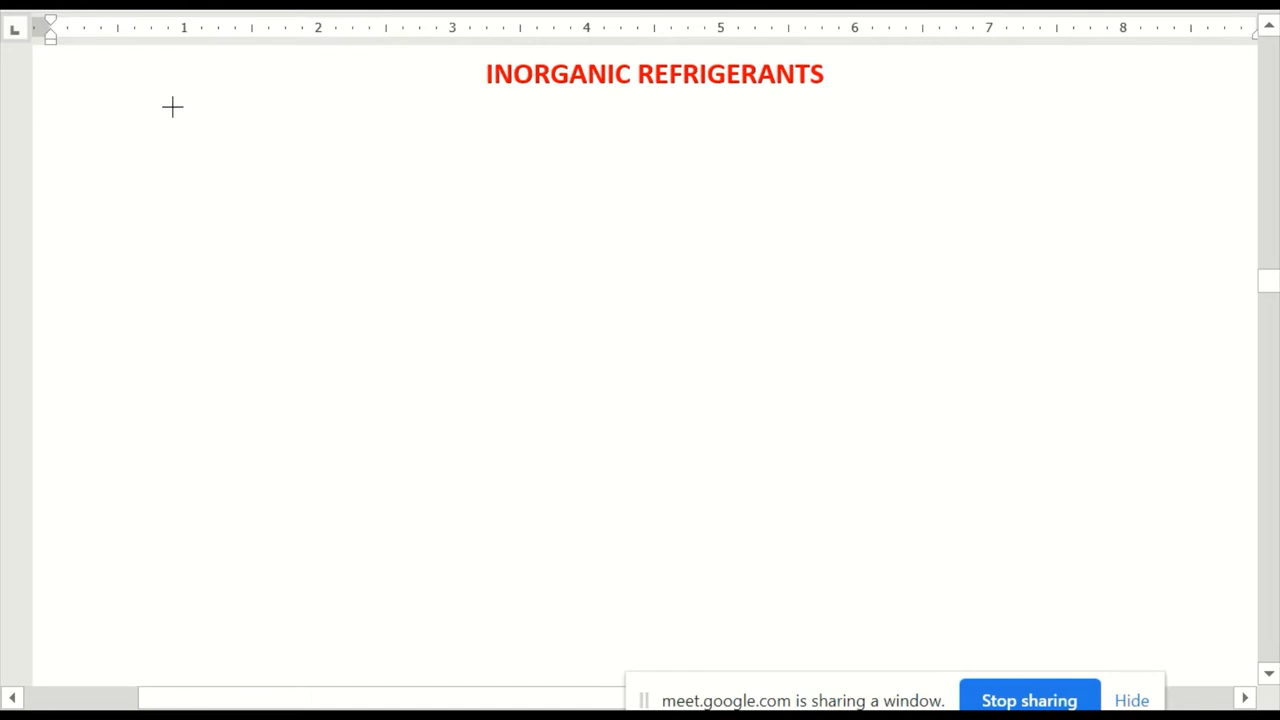 1 2 3 4 5 6 7 8
INORGANIC REFRIGERANTS
meet.google.com is sharing a window. Stop sharing Hide